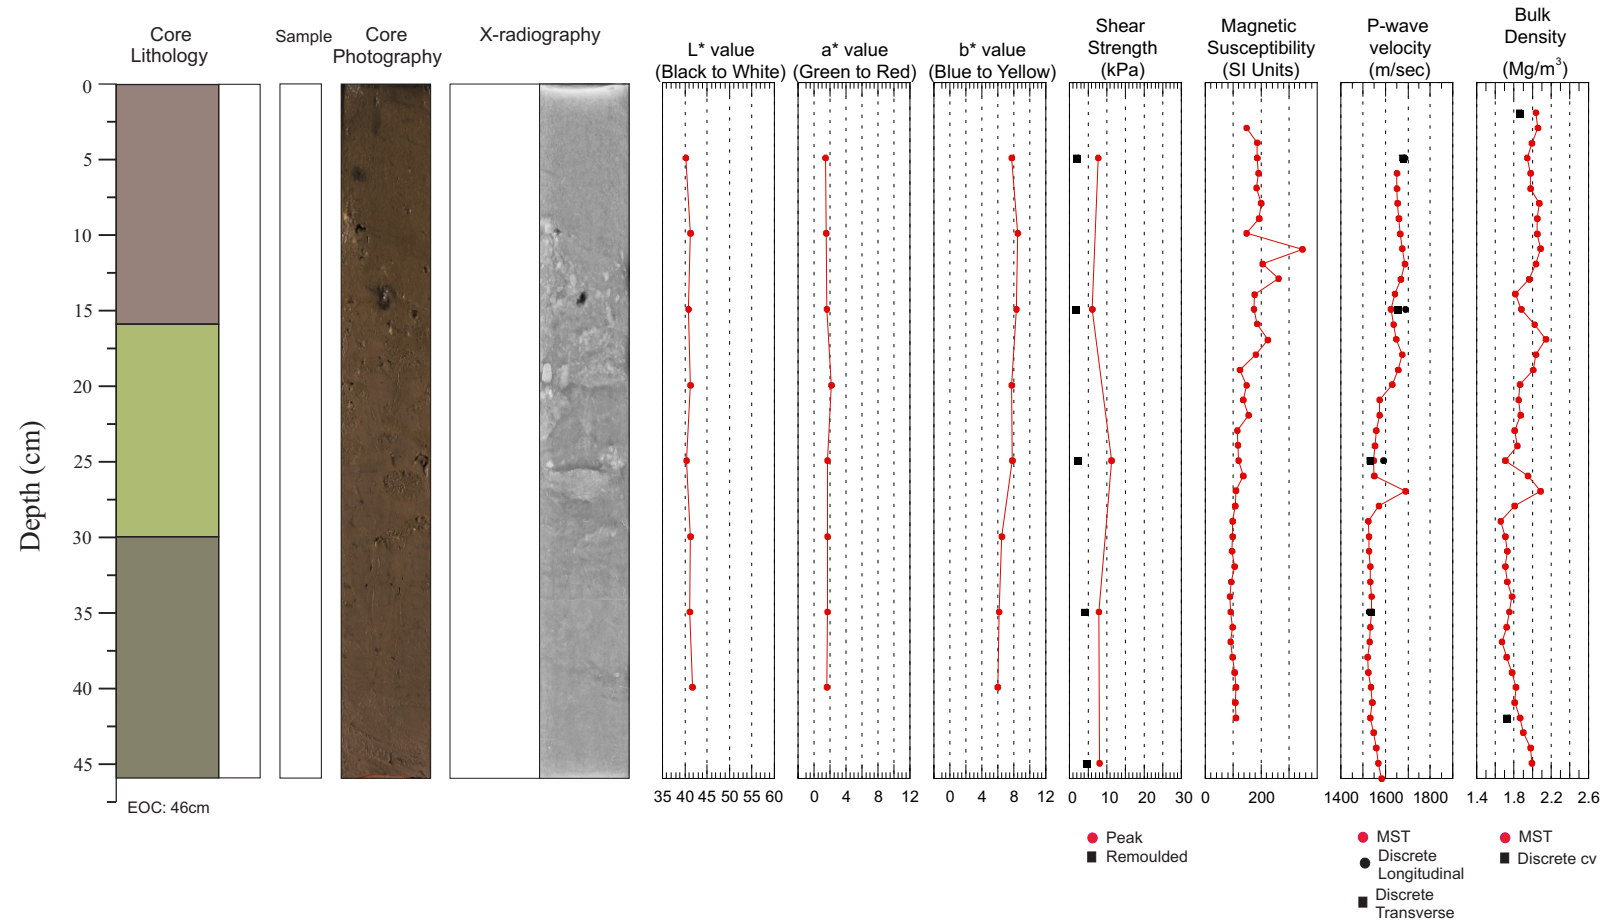 Core
Lithology
Sample
Core
Photography
X-radiography
L* value
(Black to White)
a* value
(Green to Red)
b* value
(Blue to Yellow)
Shear
Strength
(kPa)
Magnetic
Susceptibility
(SI Units)
P-wave
velocity
(m/sec)
Bulk
Density
(Mg/m³)
Depth (cm)
0
5
10
15
20
25
30
35
40
45
EOC: 46cm
35 40 45 50 55 60
0 4 8 12
0 4 8 12
0 10 20 30
0 200
1400 1600 1800
1.4 1.8 2.2 2.6
Peak
Remoulded
MST
Discrete
Longitudinal
Discrete
Transverse
MST
Discrete cv